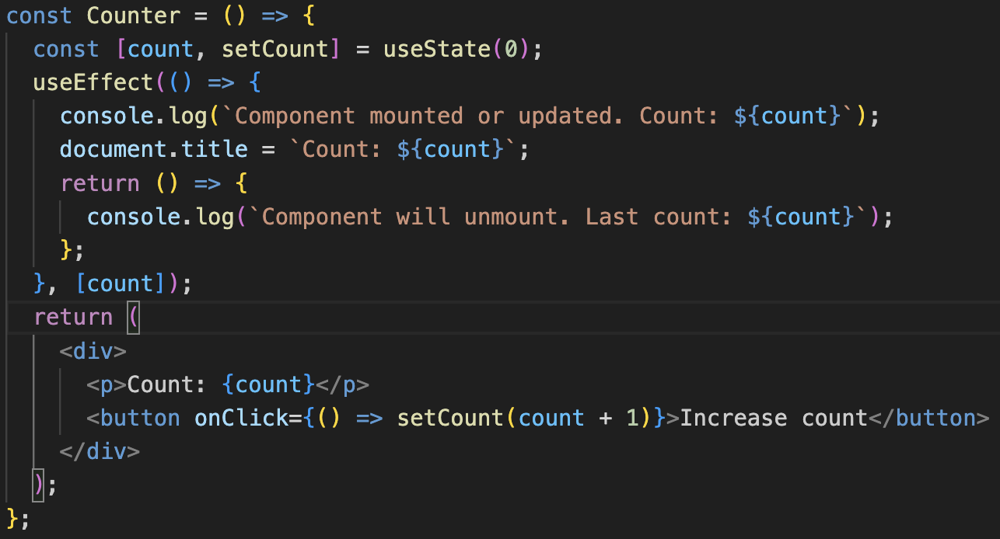 const Counter = () => {
  const [count, setCount] = useState(0);
  useEffect(() => {
    console.log(`Component mounted or updated. Count: ${count}`);
    document.title = `Count: ${count}`;
    return () => {
      console.log(`Component will unmount. Last count: ${count}`);
    };
  }, [count]);
  return (
    <div>
      <p>Count: {count}</p>
      <button onClick={() => setCount(count + 1)}>Increase count</button>
    </div>
  );
};